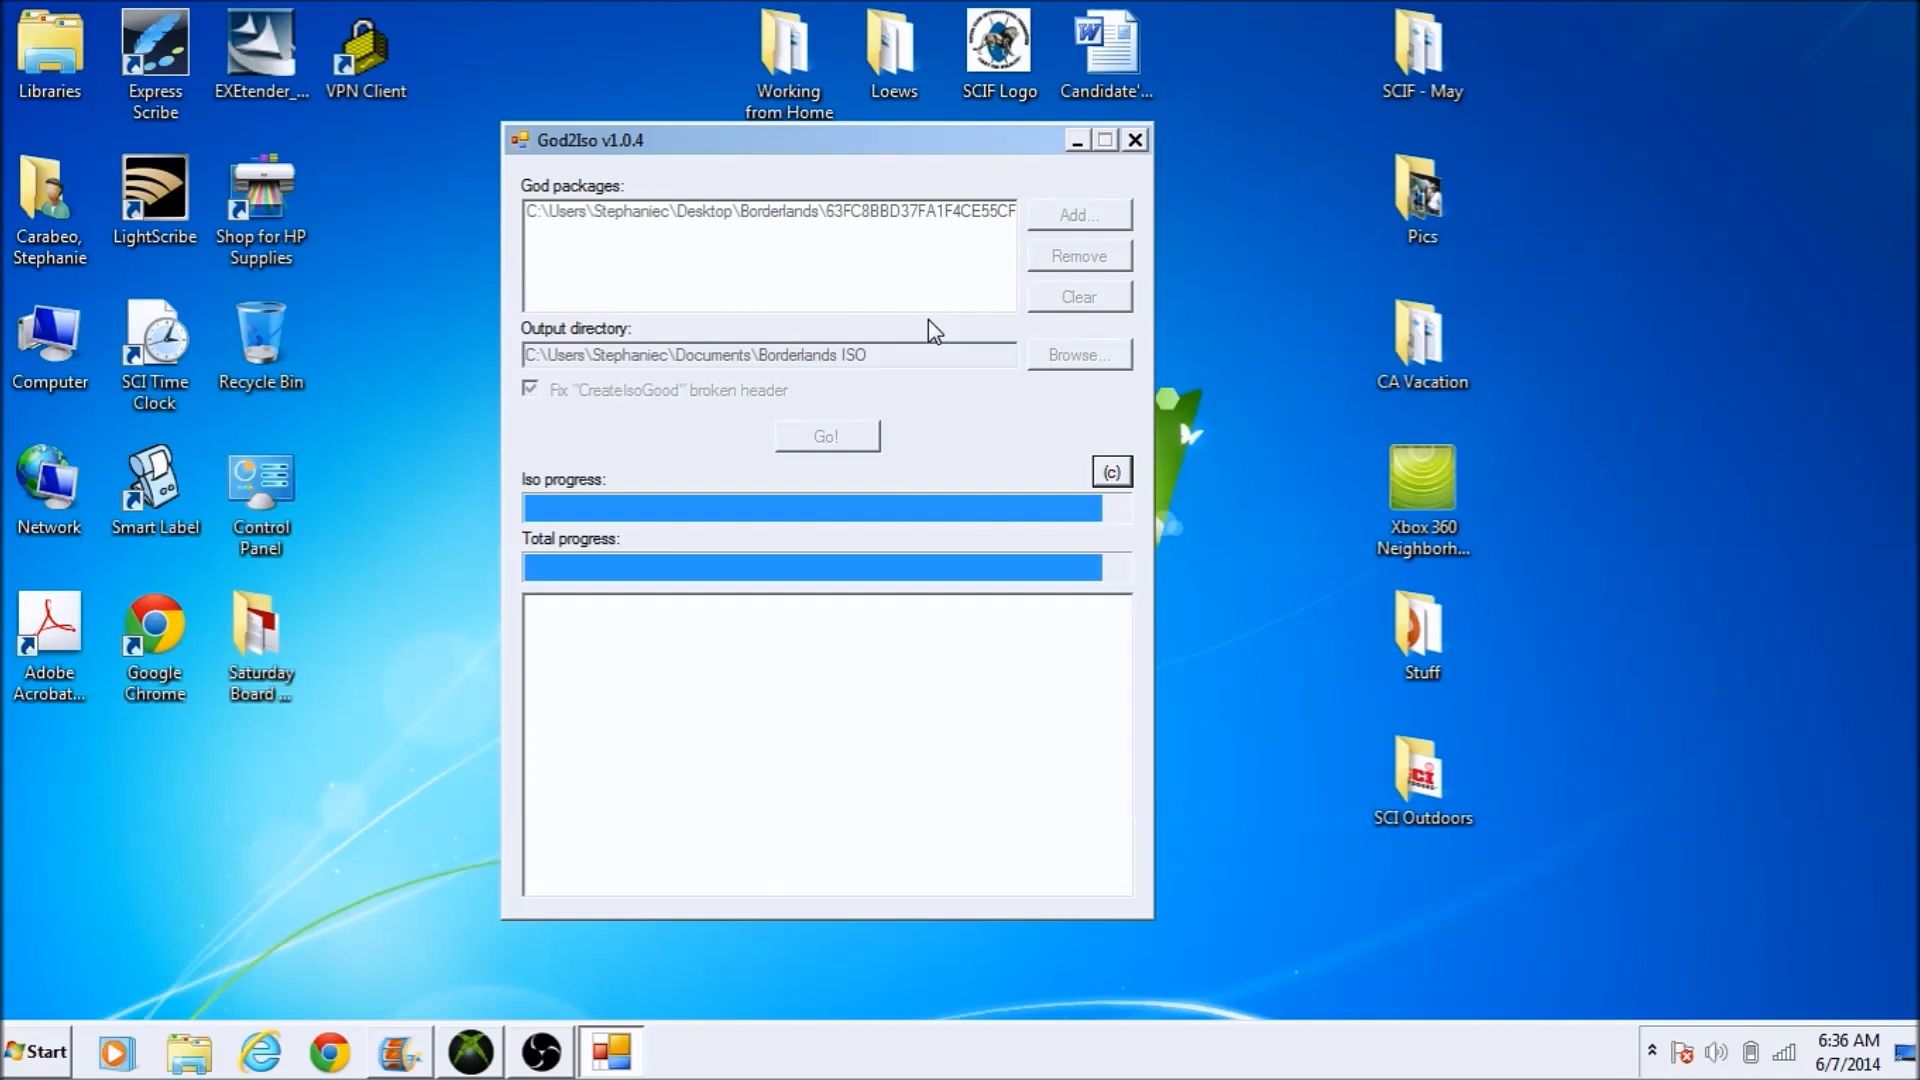 Libraries
Express
Scribe
EXEtender_...
VPN Client
Working
from Home
Loews
SCIF Logo
Candidate'...
SCIF - May
Carabeo,
Stephanie
LightScribe
Shop for HP
Supplies
Pics
Computer
SCI Time
Clock
Recycle Bin
CA Vacation
Network
Smart Label
Control
Panel
Xbox 360
Neighborh...
Adobe
Acrobat...
Google
Chrome
Saturday
Board ...
Stuff
SCI Outdoors
God2Iso v1.0.4
God packages:
C:\Users\Stephaniec\Desktop\Borderlands\63FC8BBD37FA1F4CE55CF
Add...
Remove
Clear
Output directory:
C:\Users\Stephaniec\Documents\Borderlands ISO
Browse...
Fix "CreateIsoGood" broken header
Go!
(c)
Iso progress:
Total progress:
Start
6:36 AM
6/7/2014